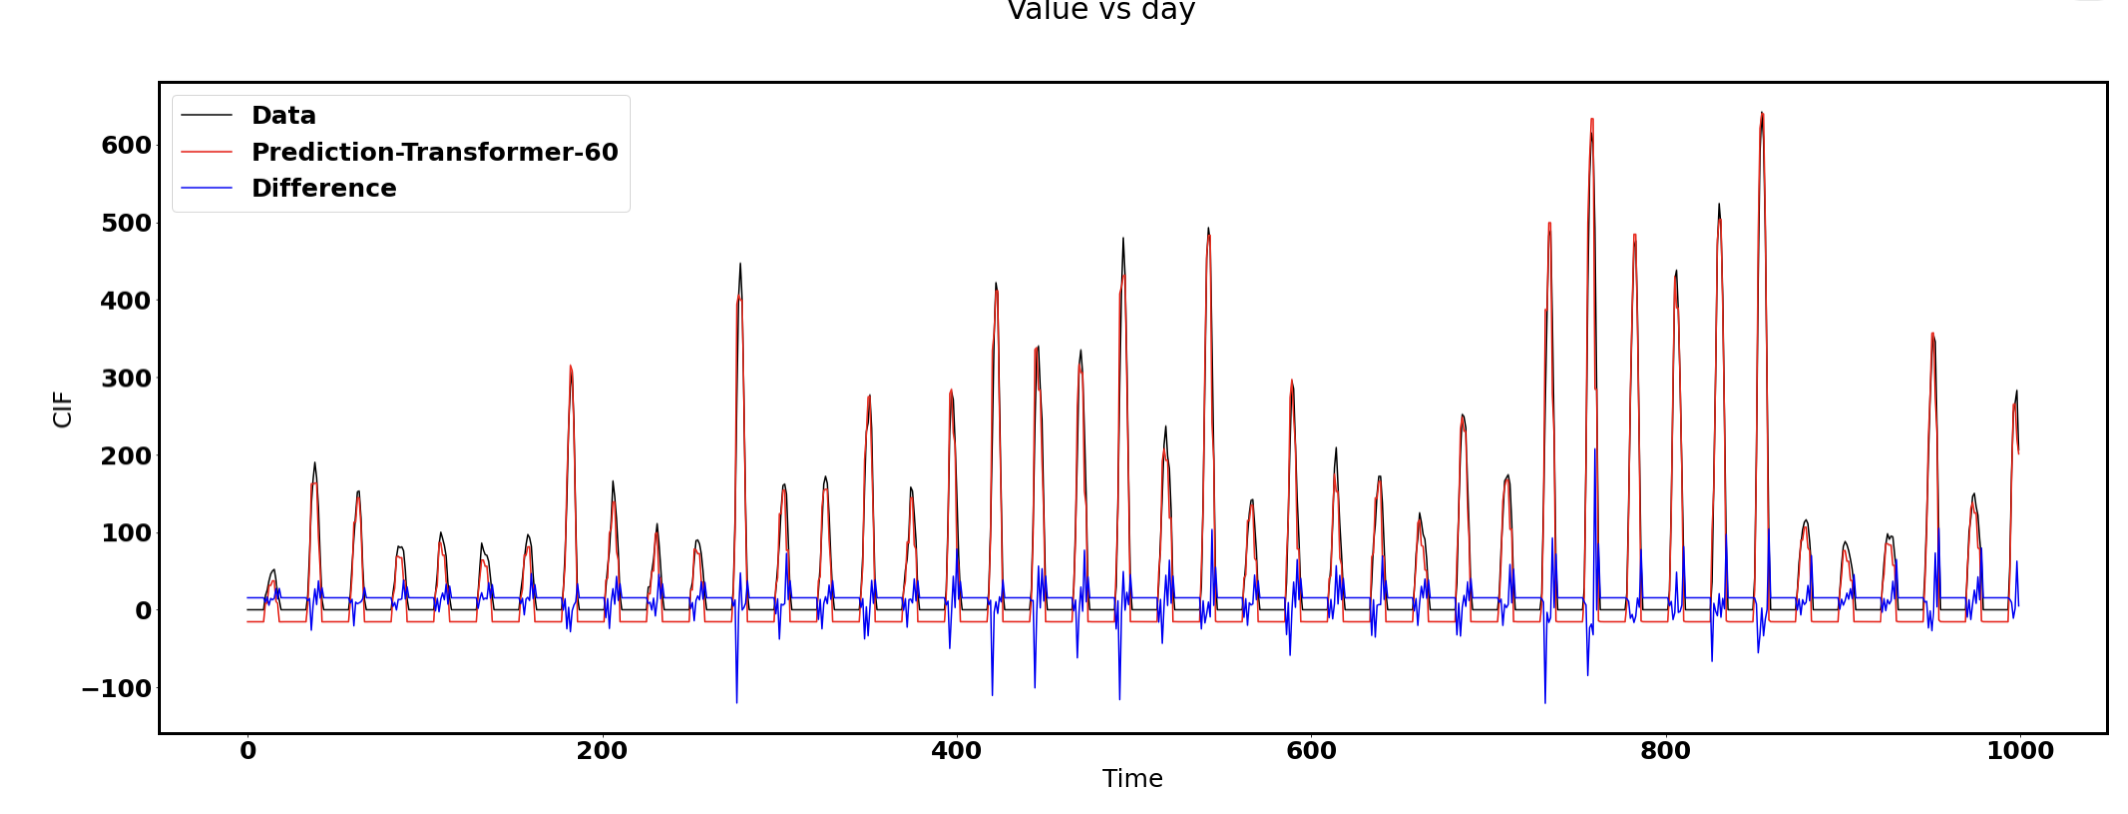 Value vs day
Data
Prediction-Transformer-60
Difference
600
500
400
300
200
100
0
−100
CIF
0 200 400 600 800 1000
Time